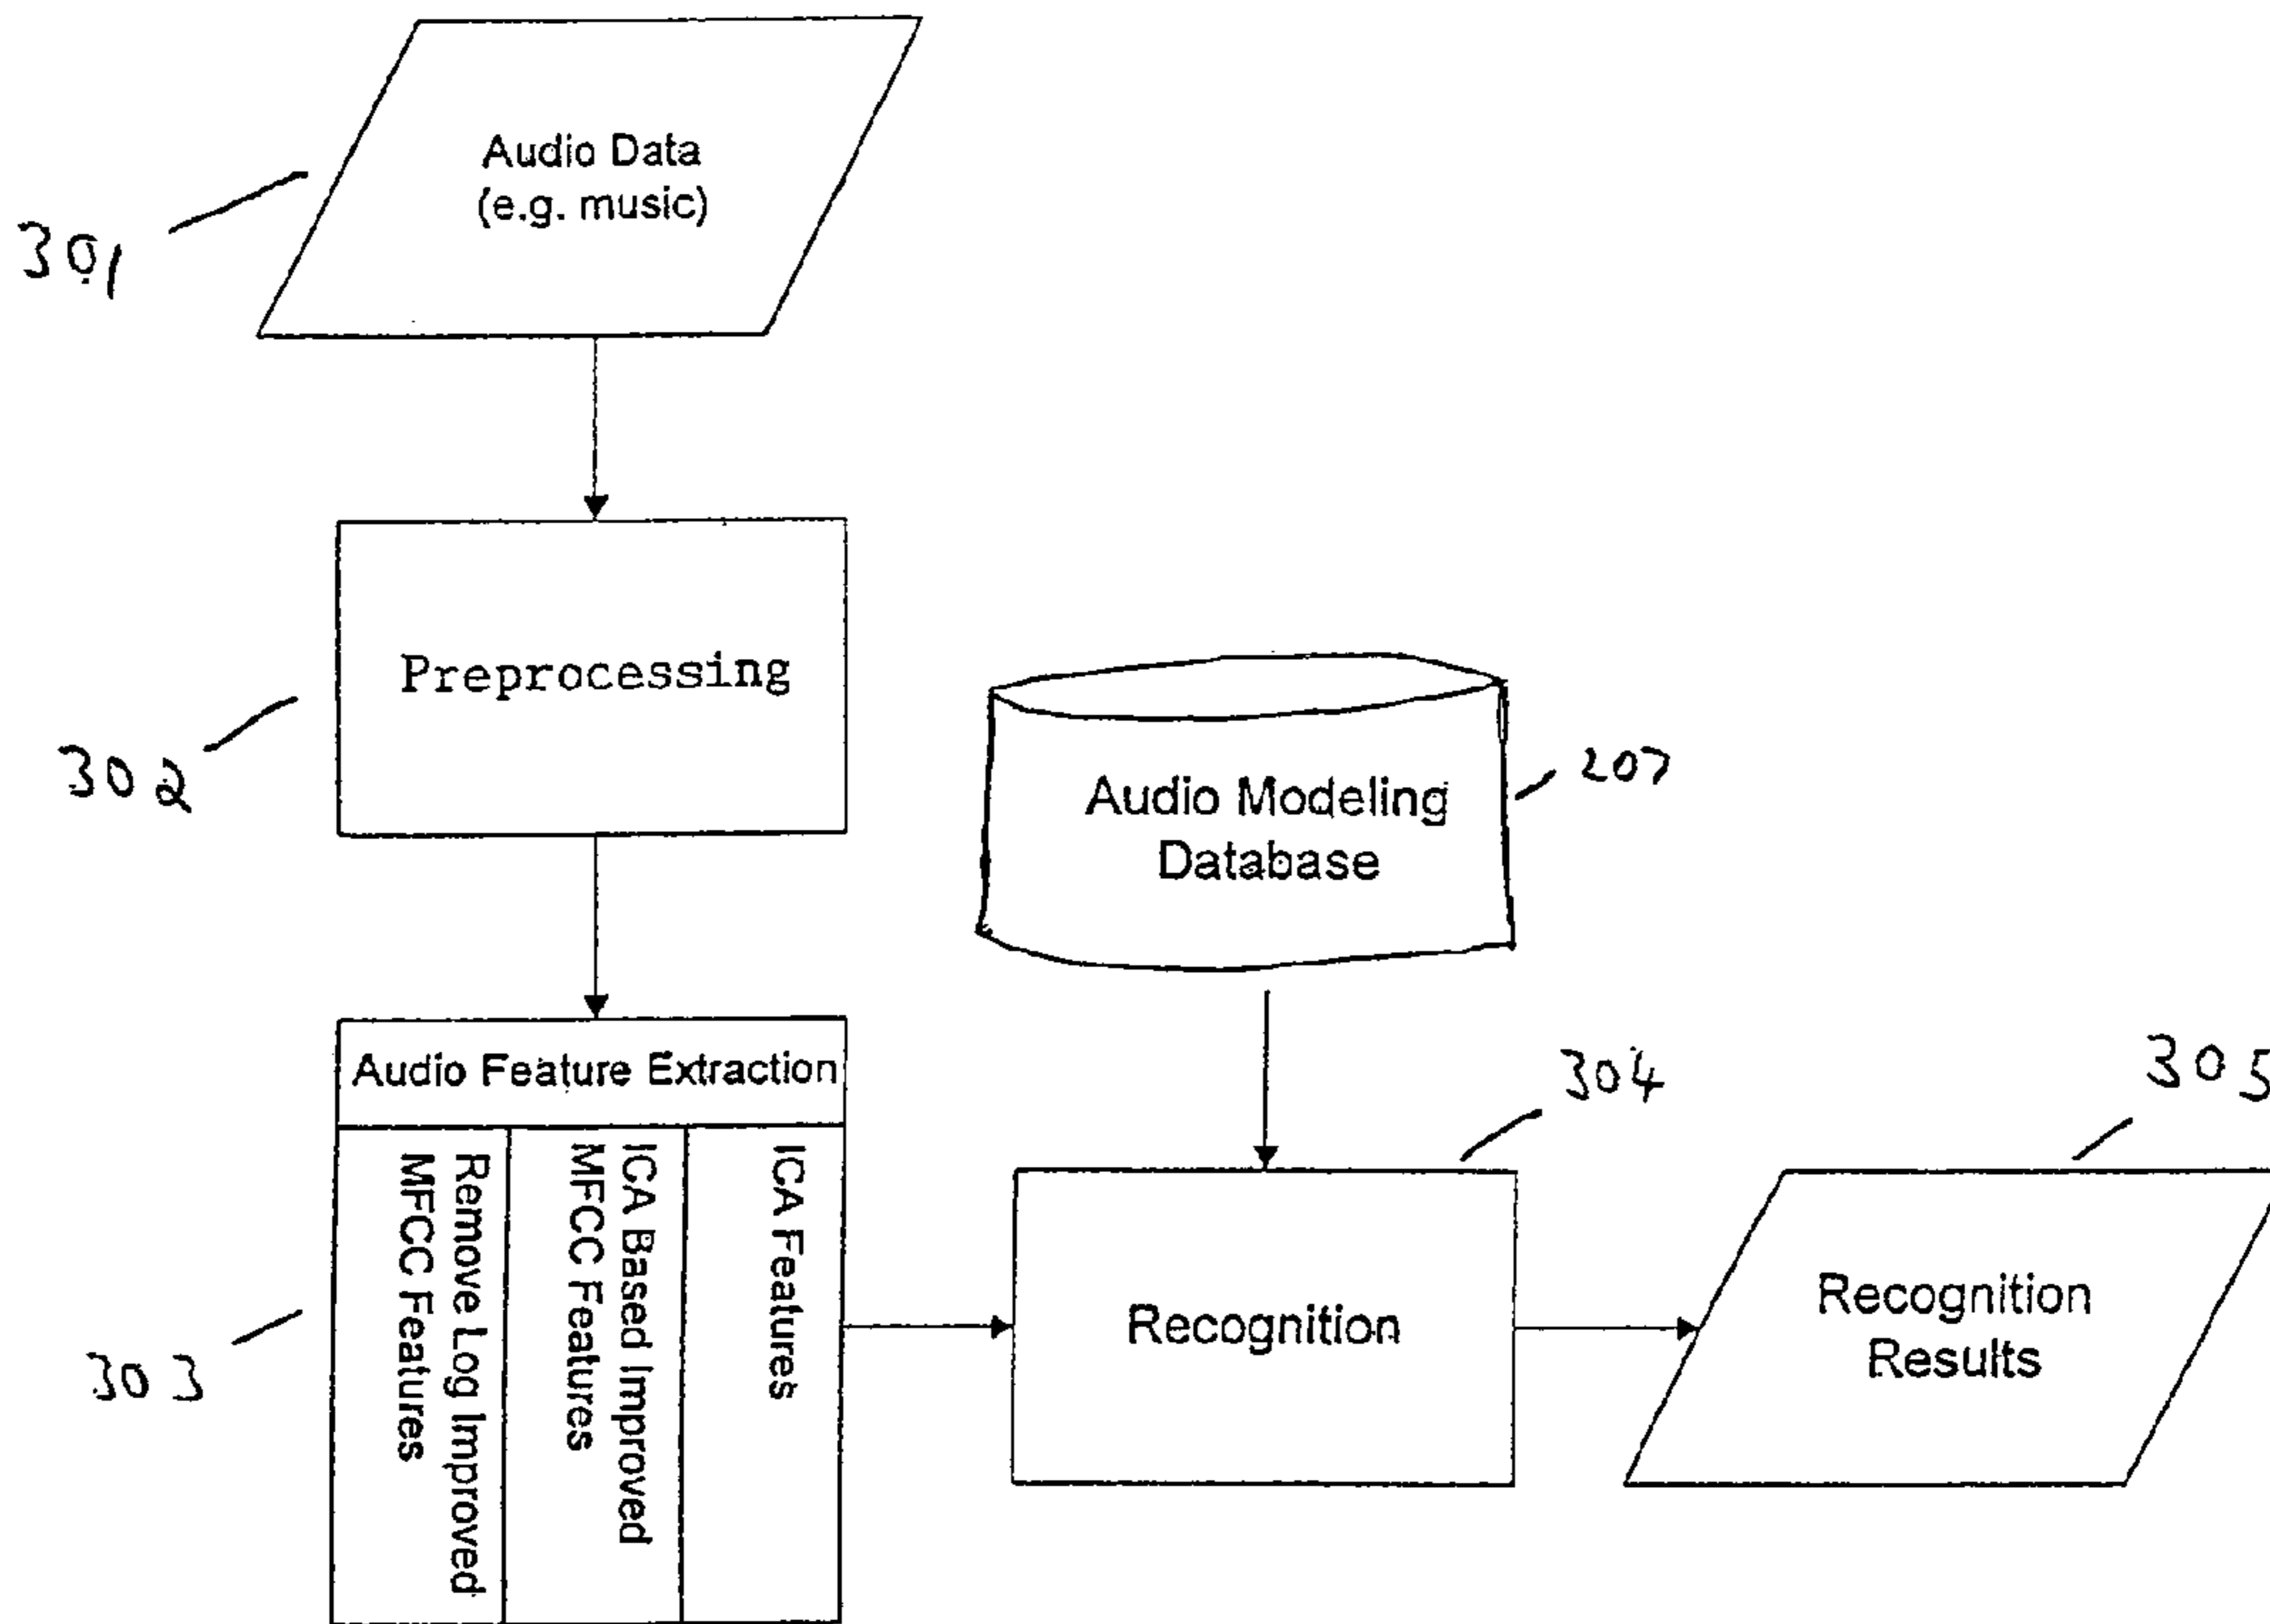 Audio Data
(e.g. music)
301
Preprocessing
302
Audio Modeling
Database
207
Audio Feature Extraction
Remove Log Improved
MFCC Features
ICA Based Improved
MFCC Features
ICA Features
303
304
Recognition
305
Recognition
Results